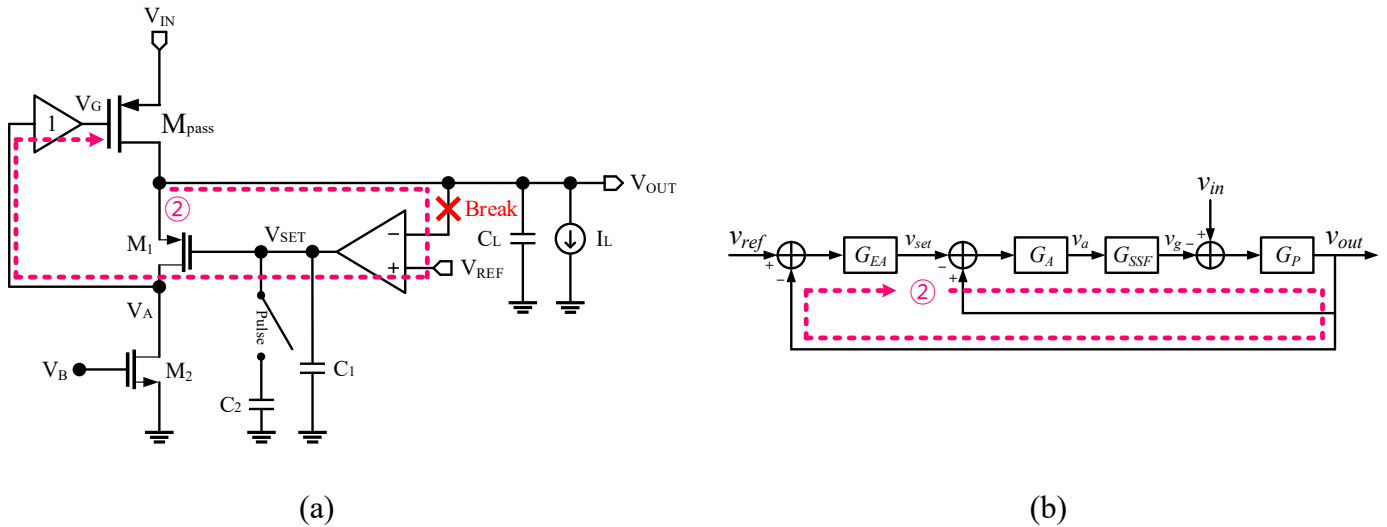 V_IN
V_G
1
M_pass
②
V_OUT
Break
M_1
V_SET
C_L
I_L
V_REF
V_A
Pulse
V_B
M_2
C_1
C_2
−
+
(a)
v_in
v_ref
+
−
G_EA
v_set
−
+
G_A
v_a
G_SSF
v_g
−
+
G_P
v_out
②
(b)